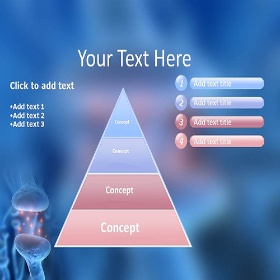 Your Text Here
Click to add text
•Add text 1
•Add text 2
•Add text 3
1 Add text title
2 Add text title
3 Add text title
4 Add text title
Concept
Concept
Concept
Concept